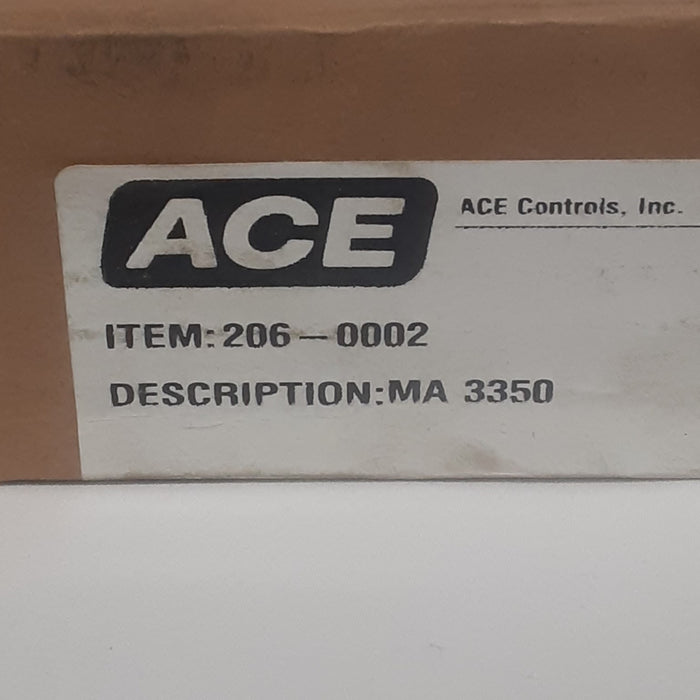 ACE
ACE Controls, Inc.
ITEM:206-0002
DESCRIPTION:MA 3350